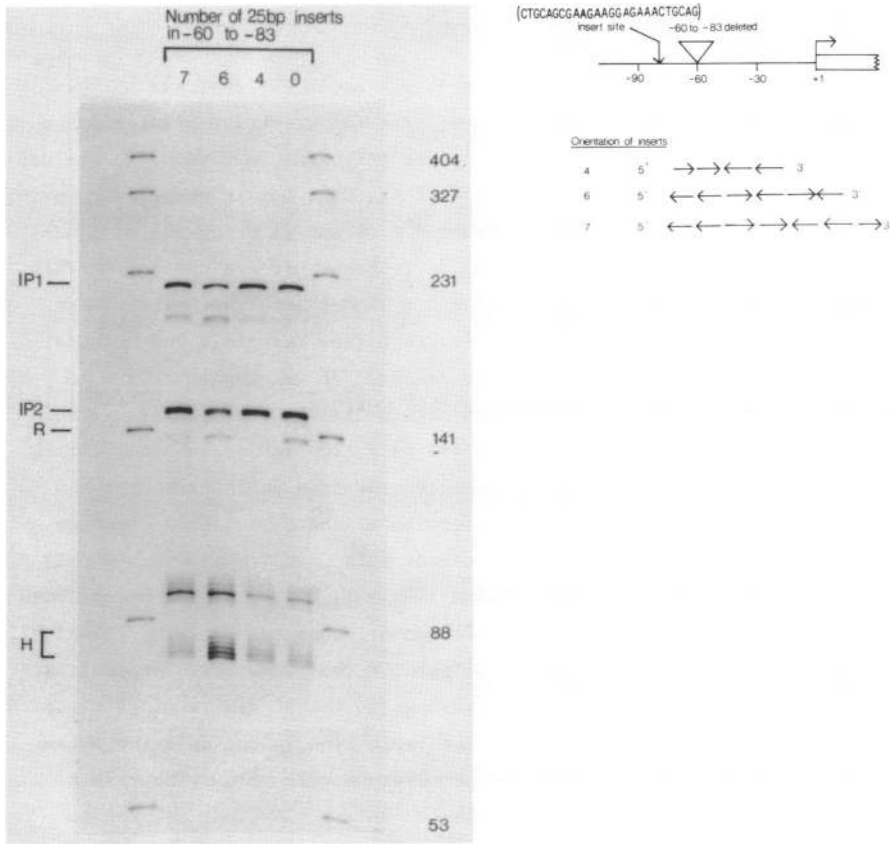 Number of 25bp inserts
in -60 to -83
7 6 4 0
404
327
IP1
231
IP2
R
141
H
88
53
(CTGCAGCGAAGAAGGAGAAACTGCAG)
insert site
-60 to -83 deleted
-90 -60 -30 +1
Orientation of inserts
4 5' 3'
6 5' 3'
7 5' 3'